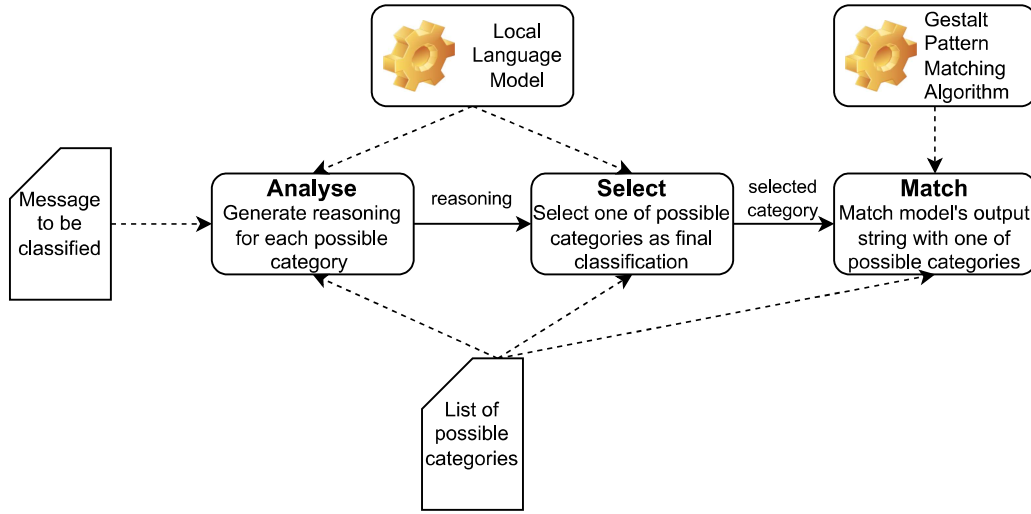 Local
Language
Model
Gestalt
Pattern
Matching
Algorithm
Message
to be
classified
Analyse
Generate reasoning
for each possible
category
reasoning
Select
Select one of possible
categories as final
classification
selected
category
Match
Match model's output
string with one of
possible categories
List of
possible
categories